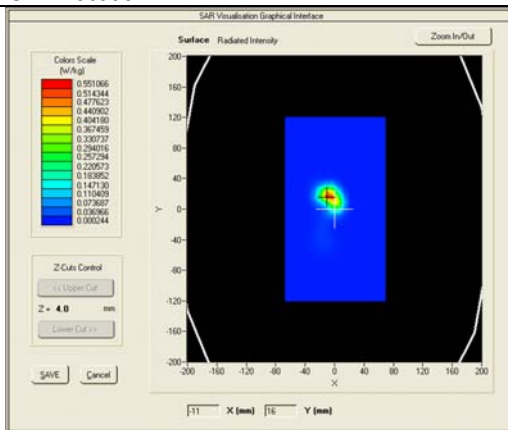 SAR Visualisation Graphical Interface
Surface Radiated Intensity
Zoom In/Out
Colors Scale
(W/kg)
0.551066
0.514344
0.477623
0.440902
0.404180
0.367459
0.330737
0.294016
0.257294
0.220573
0.183852
0.147130
0.110409
0.073687
0.036966
0.000244
200
160
120
80
40
0
-40
-80
-120
-160
-200
Y
-200 -160 -120 -80 -40 0 40 80 120 160 200
X
Z-Cuts Control
<< Upper Cut
Z = 4.0 mm
Lower Cut >>
SAVE Cancel
-11 X (mm) 16 Y (mm)